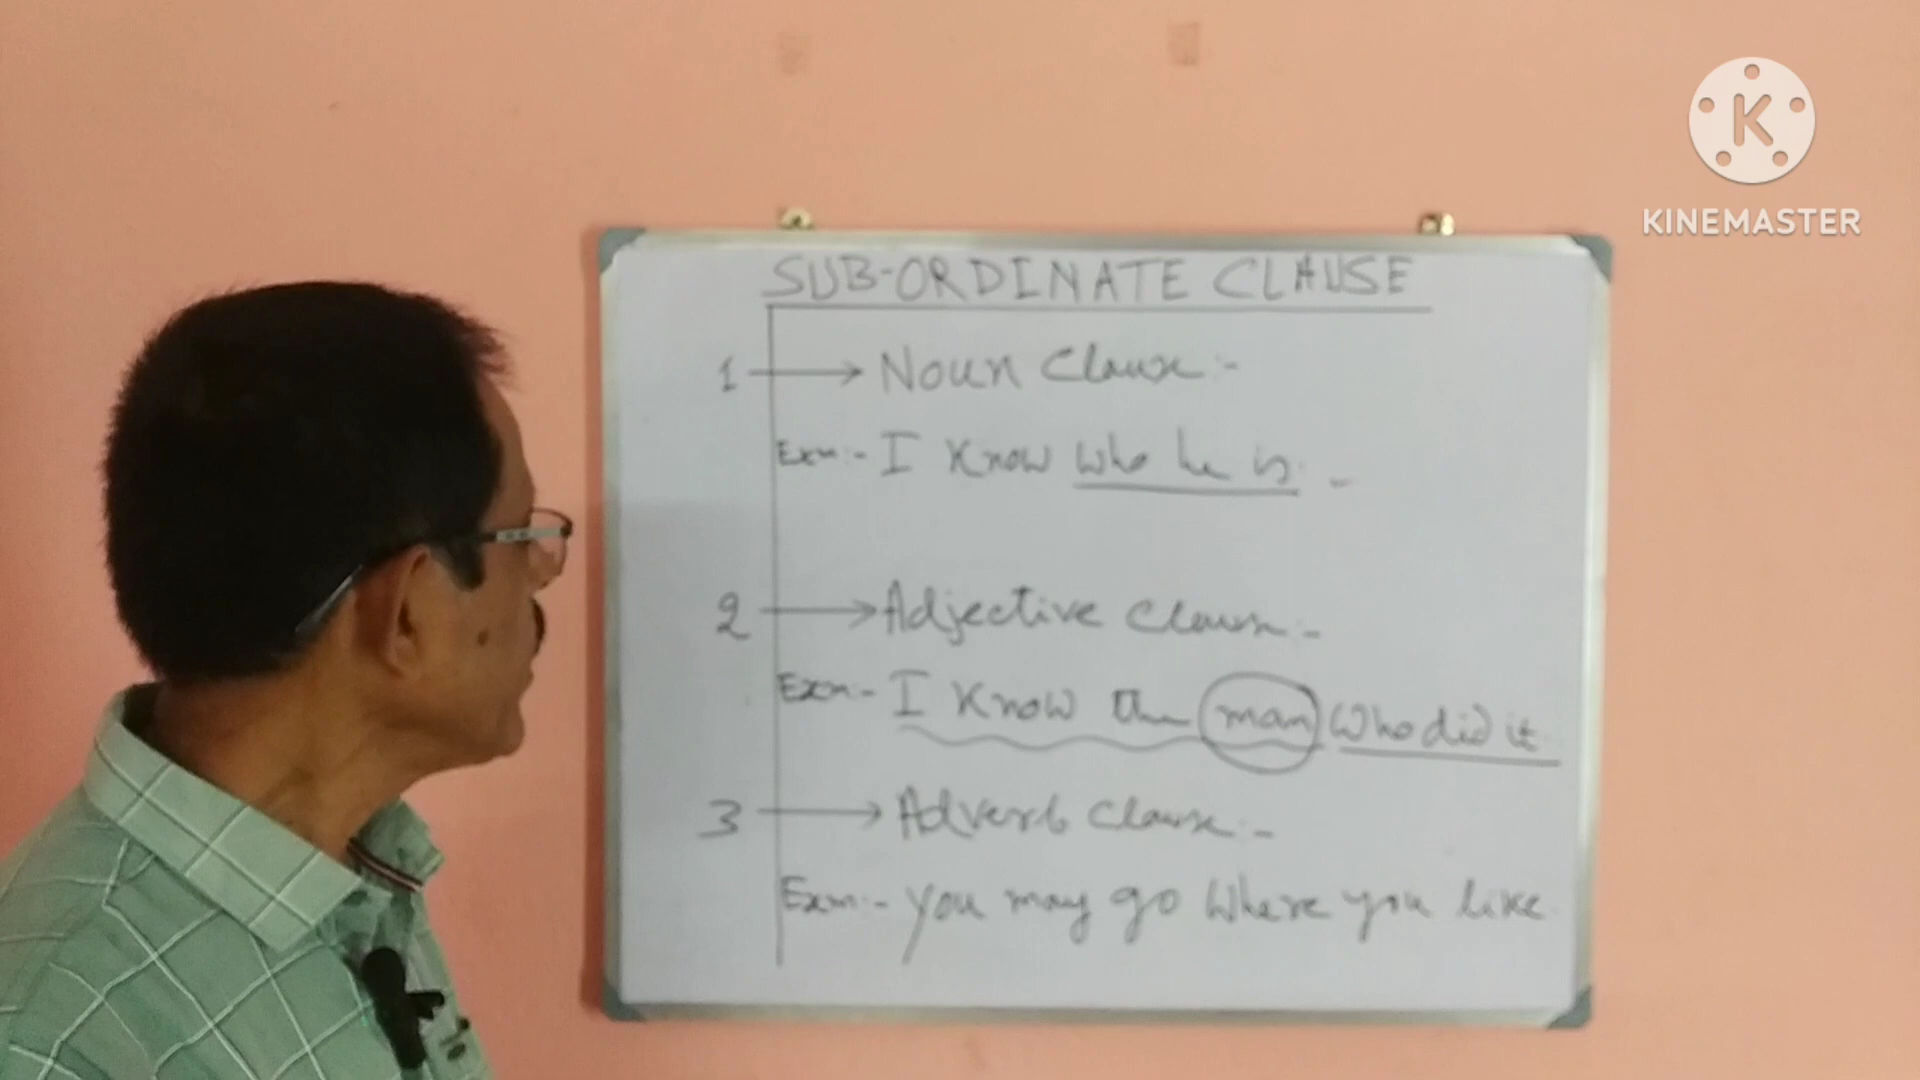 K
KINEMASTER
SUB-ORDINATE CLAUSE
1 → Noun Clause:-
Exm:- I know who he is. -
2 → Adjective Clause:-
Exm:- I know the man who did it
3 → Adverb Clause:-
Exm:- You may go where you like.